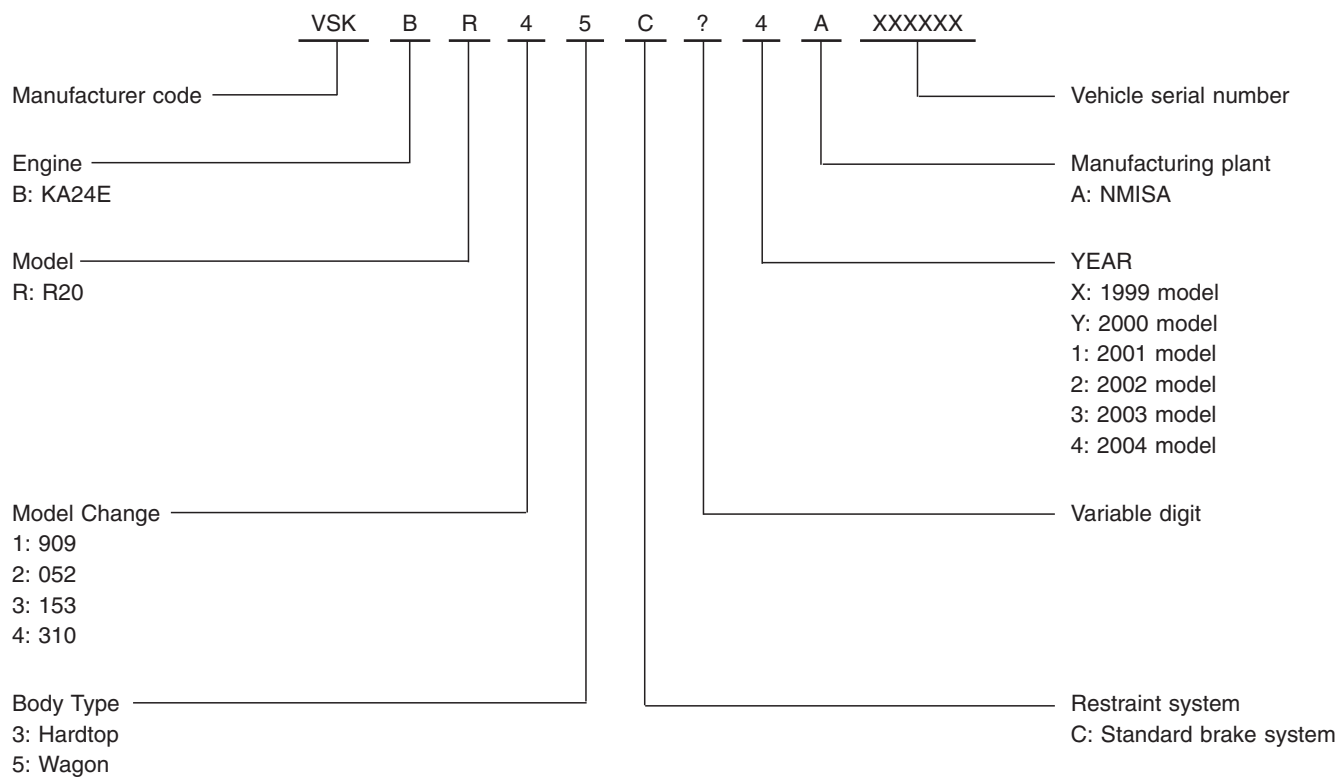 VSK B R 4 5 C ? 4 A XXXXXX
Manufacturer code
Vehicle serial number
Engine
B: KA24E
Manufacturing plant
A: NMISA
Model
R: R20
YEAR
X: 1999 model
Y: 2000 model
1: 2001 model
2: 2002 model
3: 2003 model
4: 2004 model
Model Change
1: 909
2: 052
3: 153
4: 310
Variable digit
Body Type
3: Hardtop
5: Wagon
Restraint system
C: Standard brake system